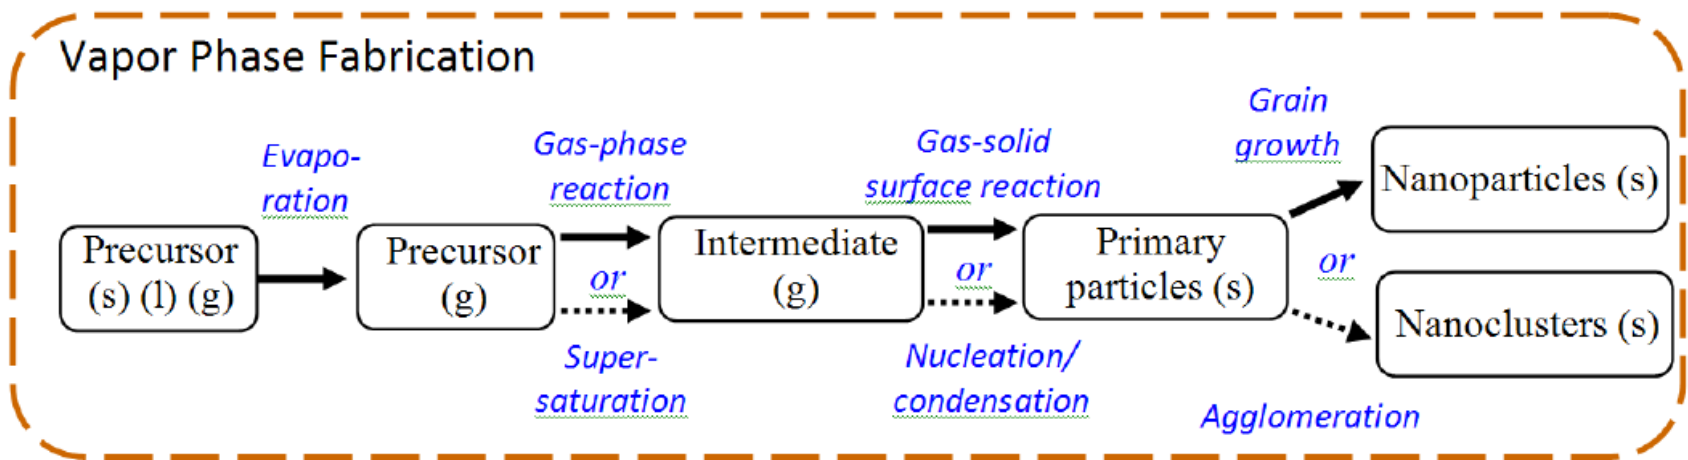 Vapor Phase Fabrication
Evapo-
ration
Gas-phase
reaction
Gas-solid
surface reaction
Grain
growth
Precursor
(s) (l) (g)
Precursor
(g)
or
Intermediate
(g)
or
Primary
particles (s)
or
Nanoparticles (s)
Nanoclusters (s)
Super-
saturation
Nucleation/
condensation
Agglomeration